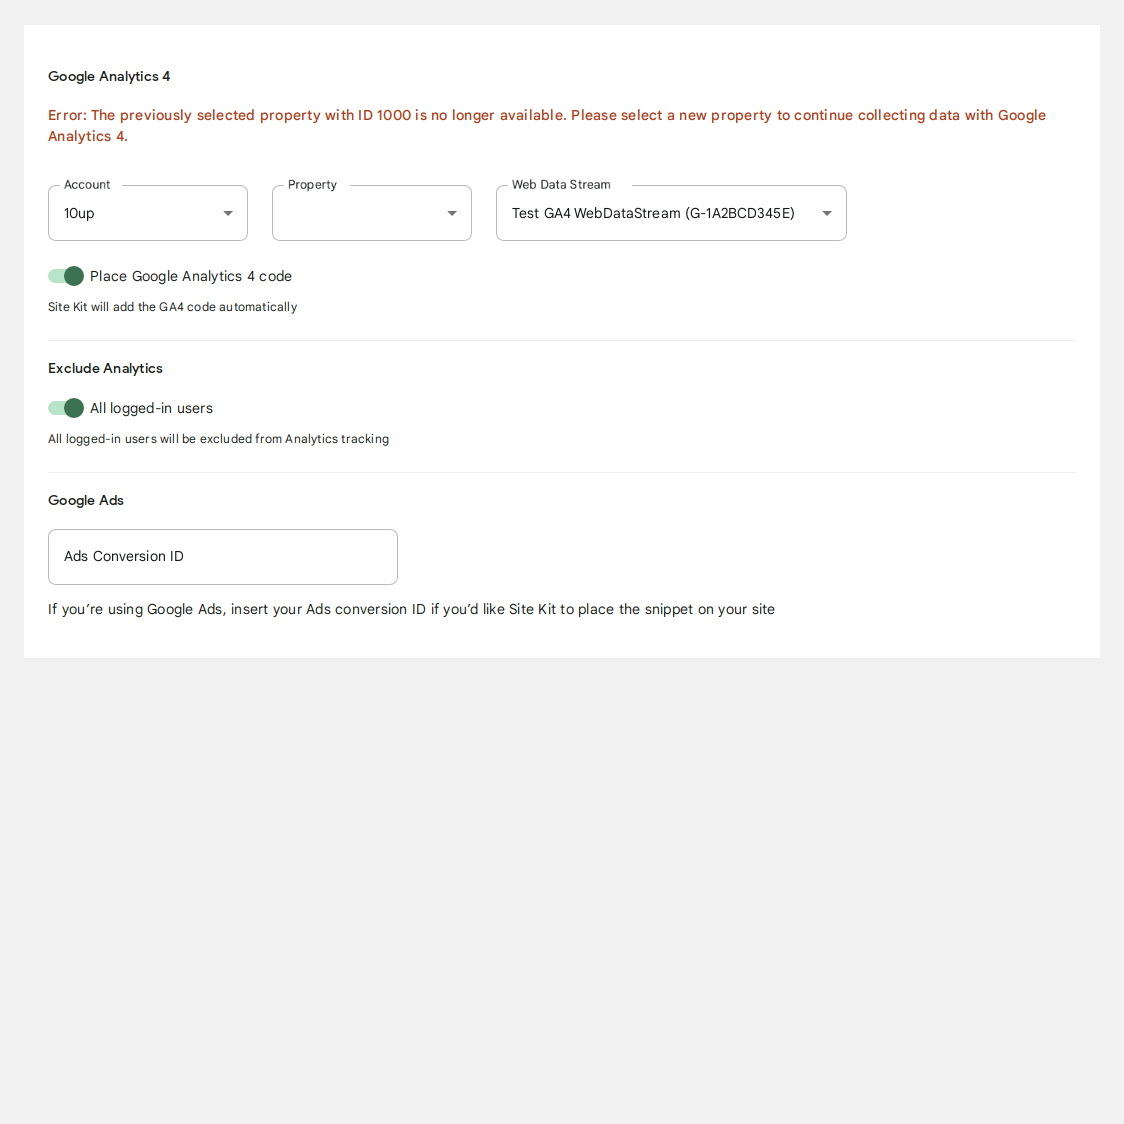 Google Analytics 4
Error: The previously selected property with ID 1000 is no longer available. Please select a new property to continue collecting data with Google
Analytics 4.
Account
Property
Web Data Stream
10up
Test GA4 WebDataStream (G-1A2BCD345E)
Place Google Analytics 4 code
Site Kit will add the GA4 code automatically
Exclude Analytics
All logged-in users
All logged-in users will be excluded from Analytics tracking
Google Ads
Ads Conversion ID
If you’re using Google Ads, insert your Ads conversion ID if you’d like Site Kit to place the snippet on your site